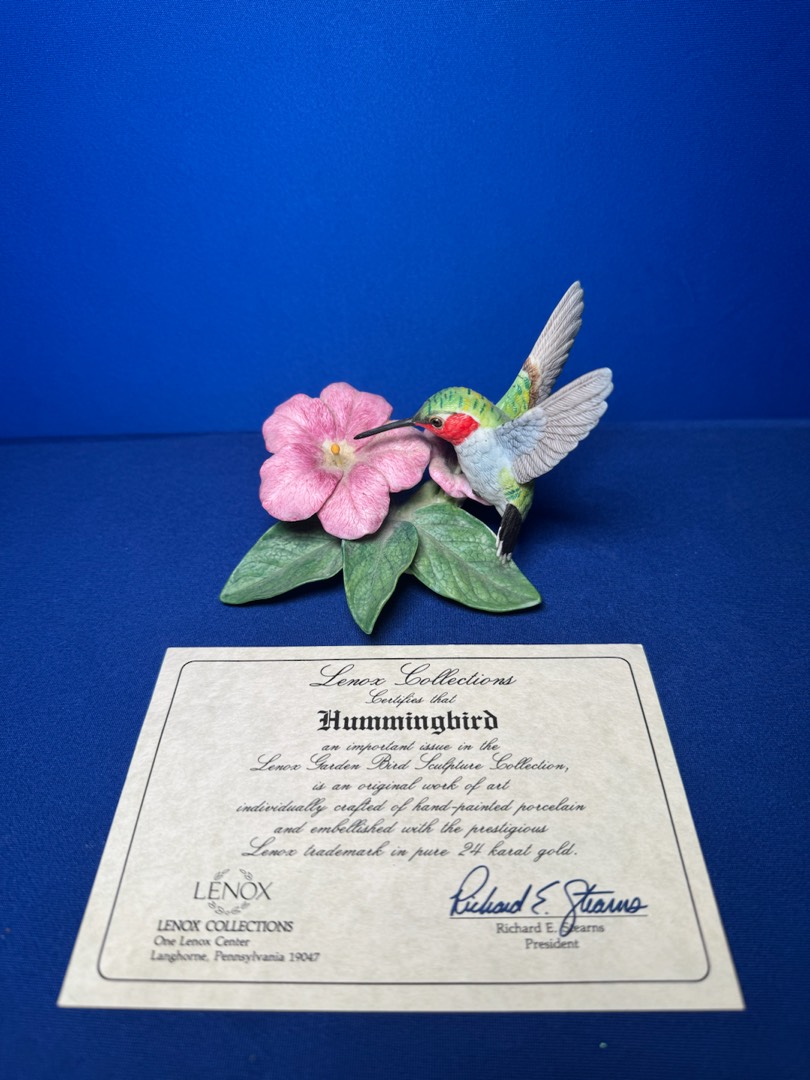 Lenox Collections
Certifies that
Hummingbird
an important issue in the
Lenox Garden Bird Sculpture Collection,
is an original work of art
individually crafted of hand-painted porcelain
and embellished with the prestigious
Lenox trademark in pure 24 karat gold.
LENOX
LENOX COLLECTIONS
One Lenox Center
Langhorne, Pennsylvania 19047
Richard E. Stearns
Richard E. Stearns
President